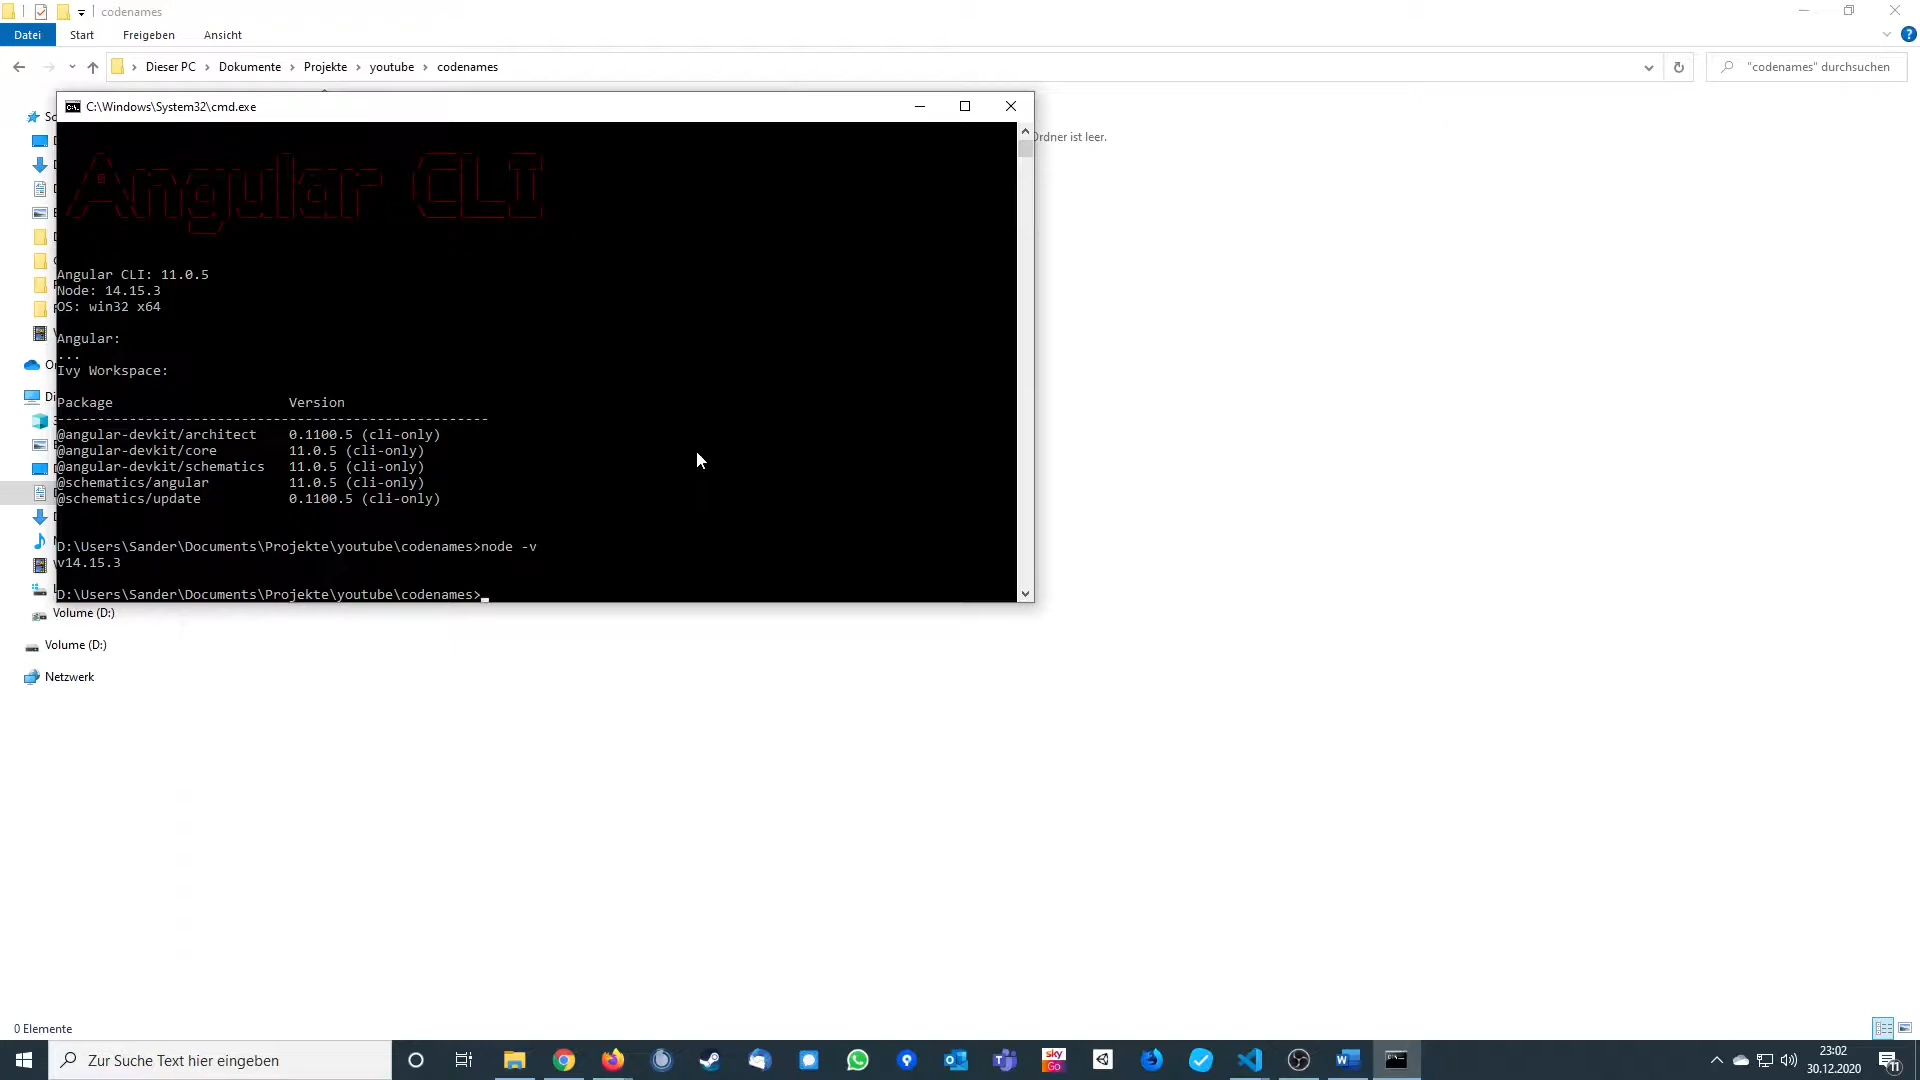 codenames
Datei Start Freigeben Ansicht
Dieser PC Dokumente Projekte youtube codenames
"codenames" durchsuchen
C:\Windows\System32\cmd.exe
Ordner ist leer.
Angular CLI
Angular CLI: 11.0.5
Node: 14.15.3
OS: win32 x64
Angular:
...
Ivy Workspace:
Package Version
------------------------------------------------------
@angular-devkit/architect 0.1100.5 (cli-only)
@angular-devkit/core 11.0.5 (cli-only)
@angular-devkit/schematics 11.0.5 (cli-only)
@schematics/angular 11.0.5 (cli-only)
@schematics/update 0.1100.5 (cli-only)
D:\Users\Sander\Documents\Projekte\youtube\codenames>node -v
v14.15.3
D:\Users\Sander\Documents\Projekte\youtube\codenames>
Volume (D:)
Volume (D:)
Netzwerk
0 Elemente
Zur Suche Text hier eingeben
sky
Go
23:02
30.12.2020
11